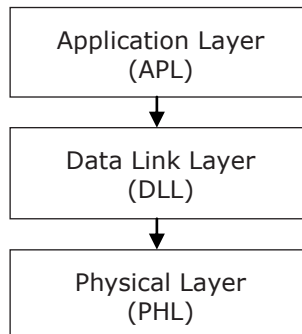 Application Layer
(APL)
Data Link Layer
(DLL)
Physical Layer
(PHL)